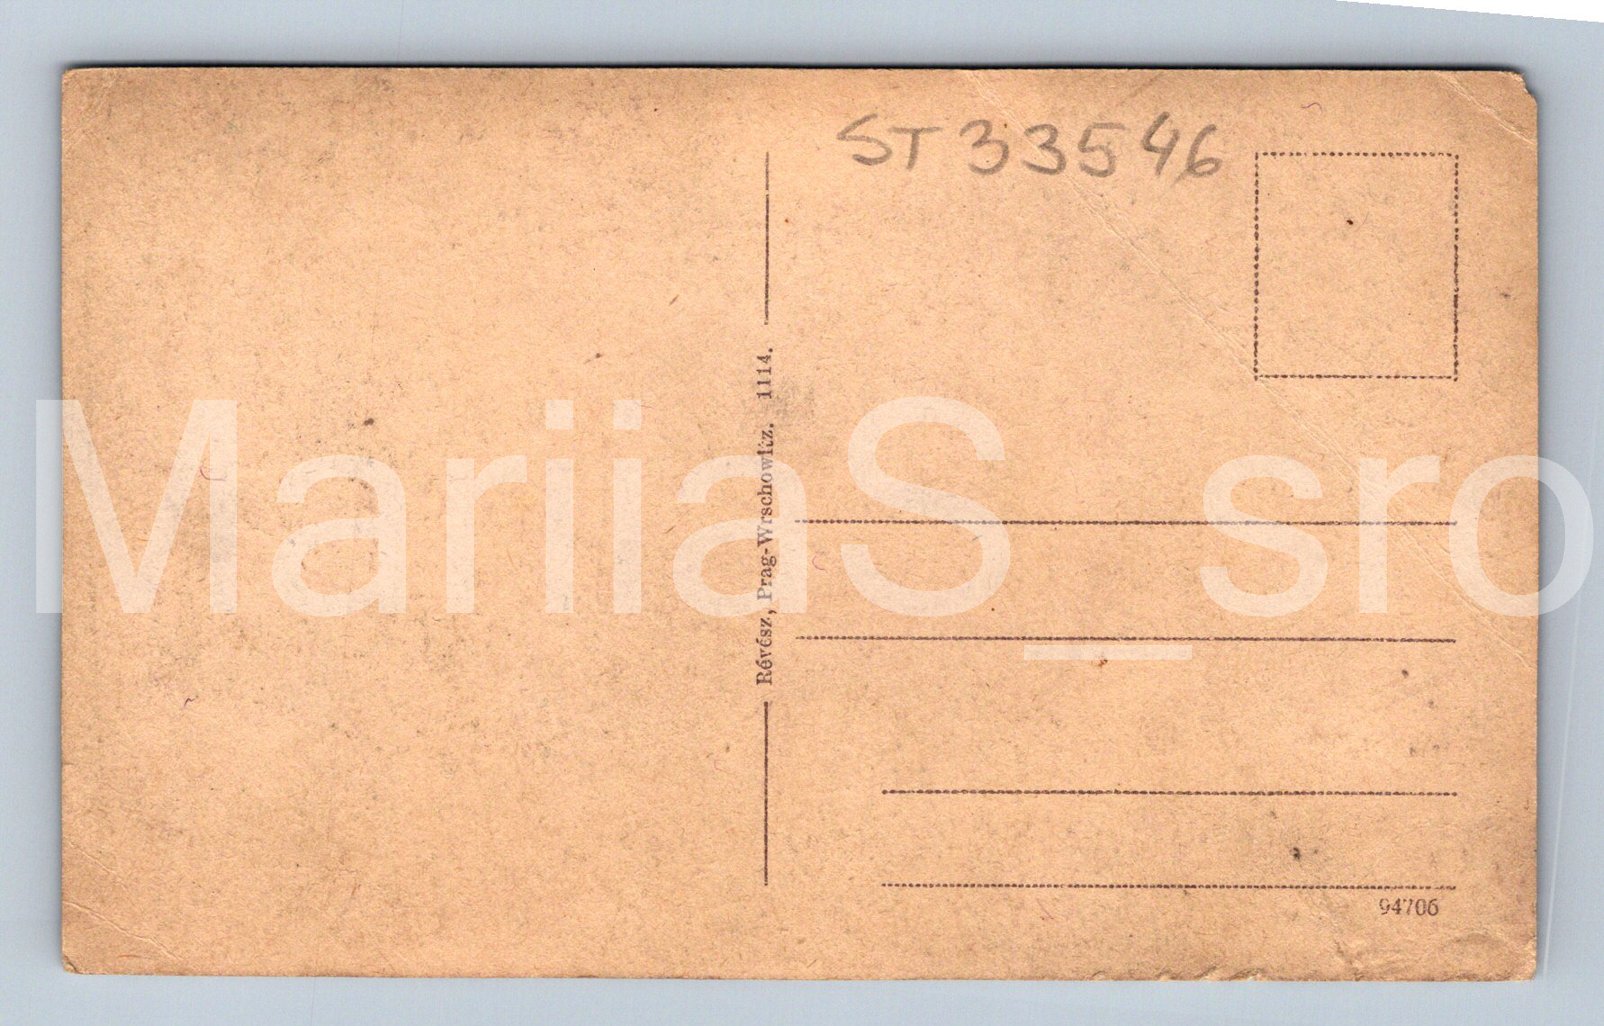 ST 33546
Révész, Prag-Wrschowitz. 1114.
MariiaS_sro
94706